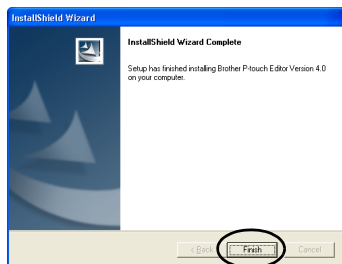 InstallShield Wizard
InstallShield Wizard Complete
Setup has finished installing Brother P-touch Editor Version 4.0
on your computer.
< Back
Finish
Cancel